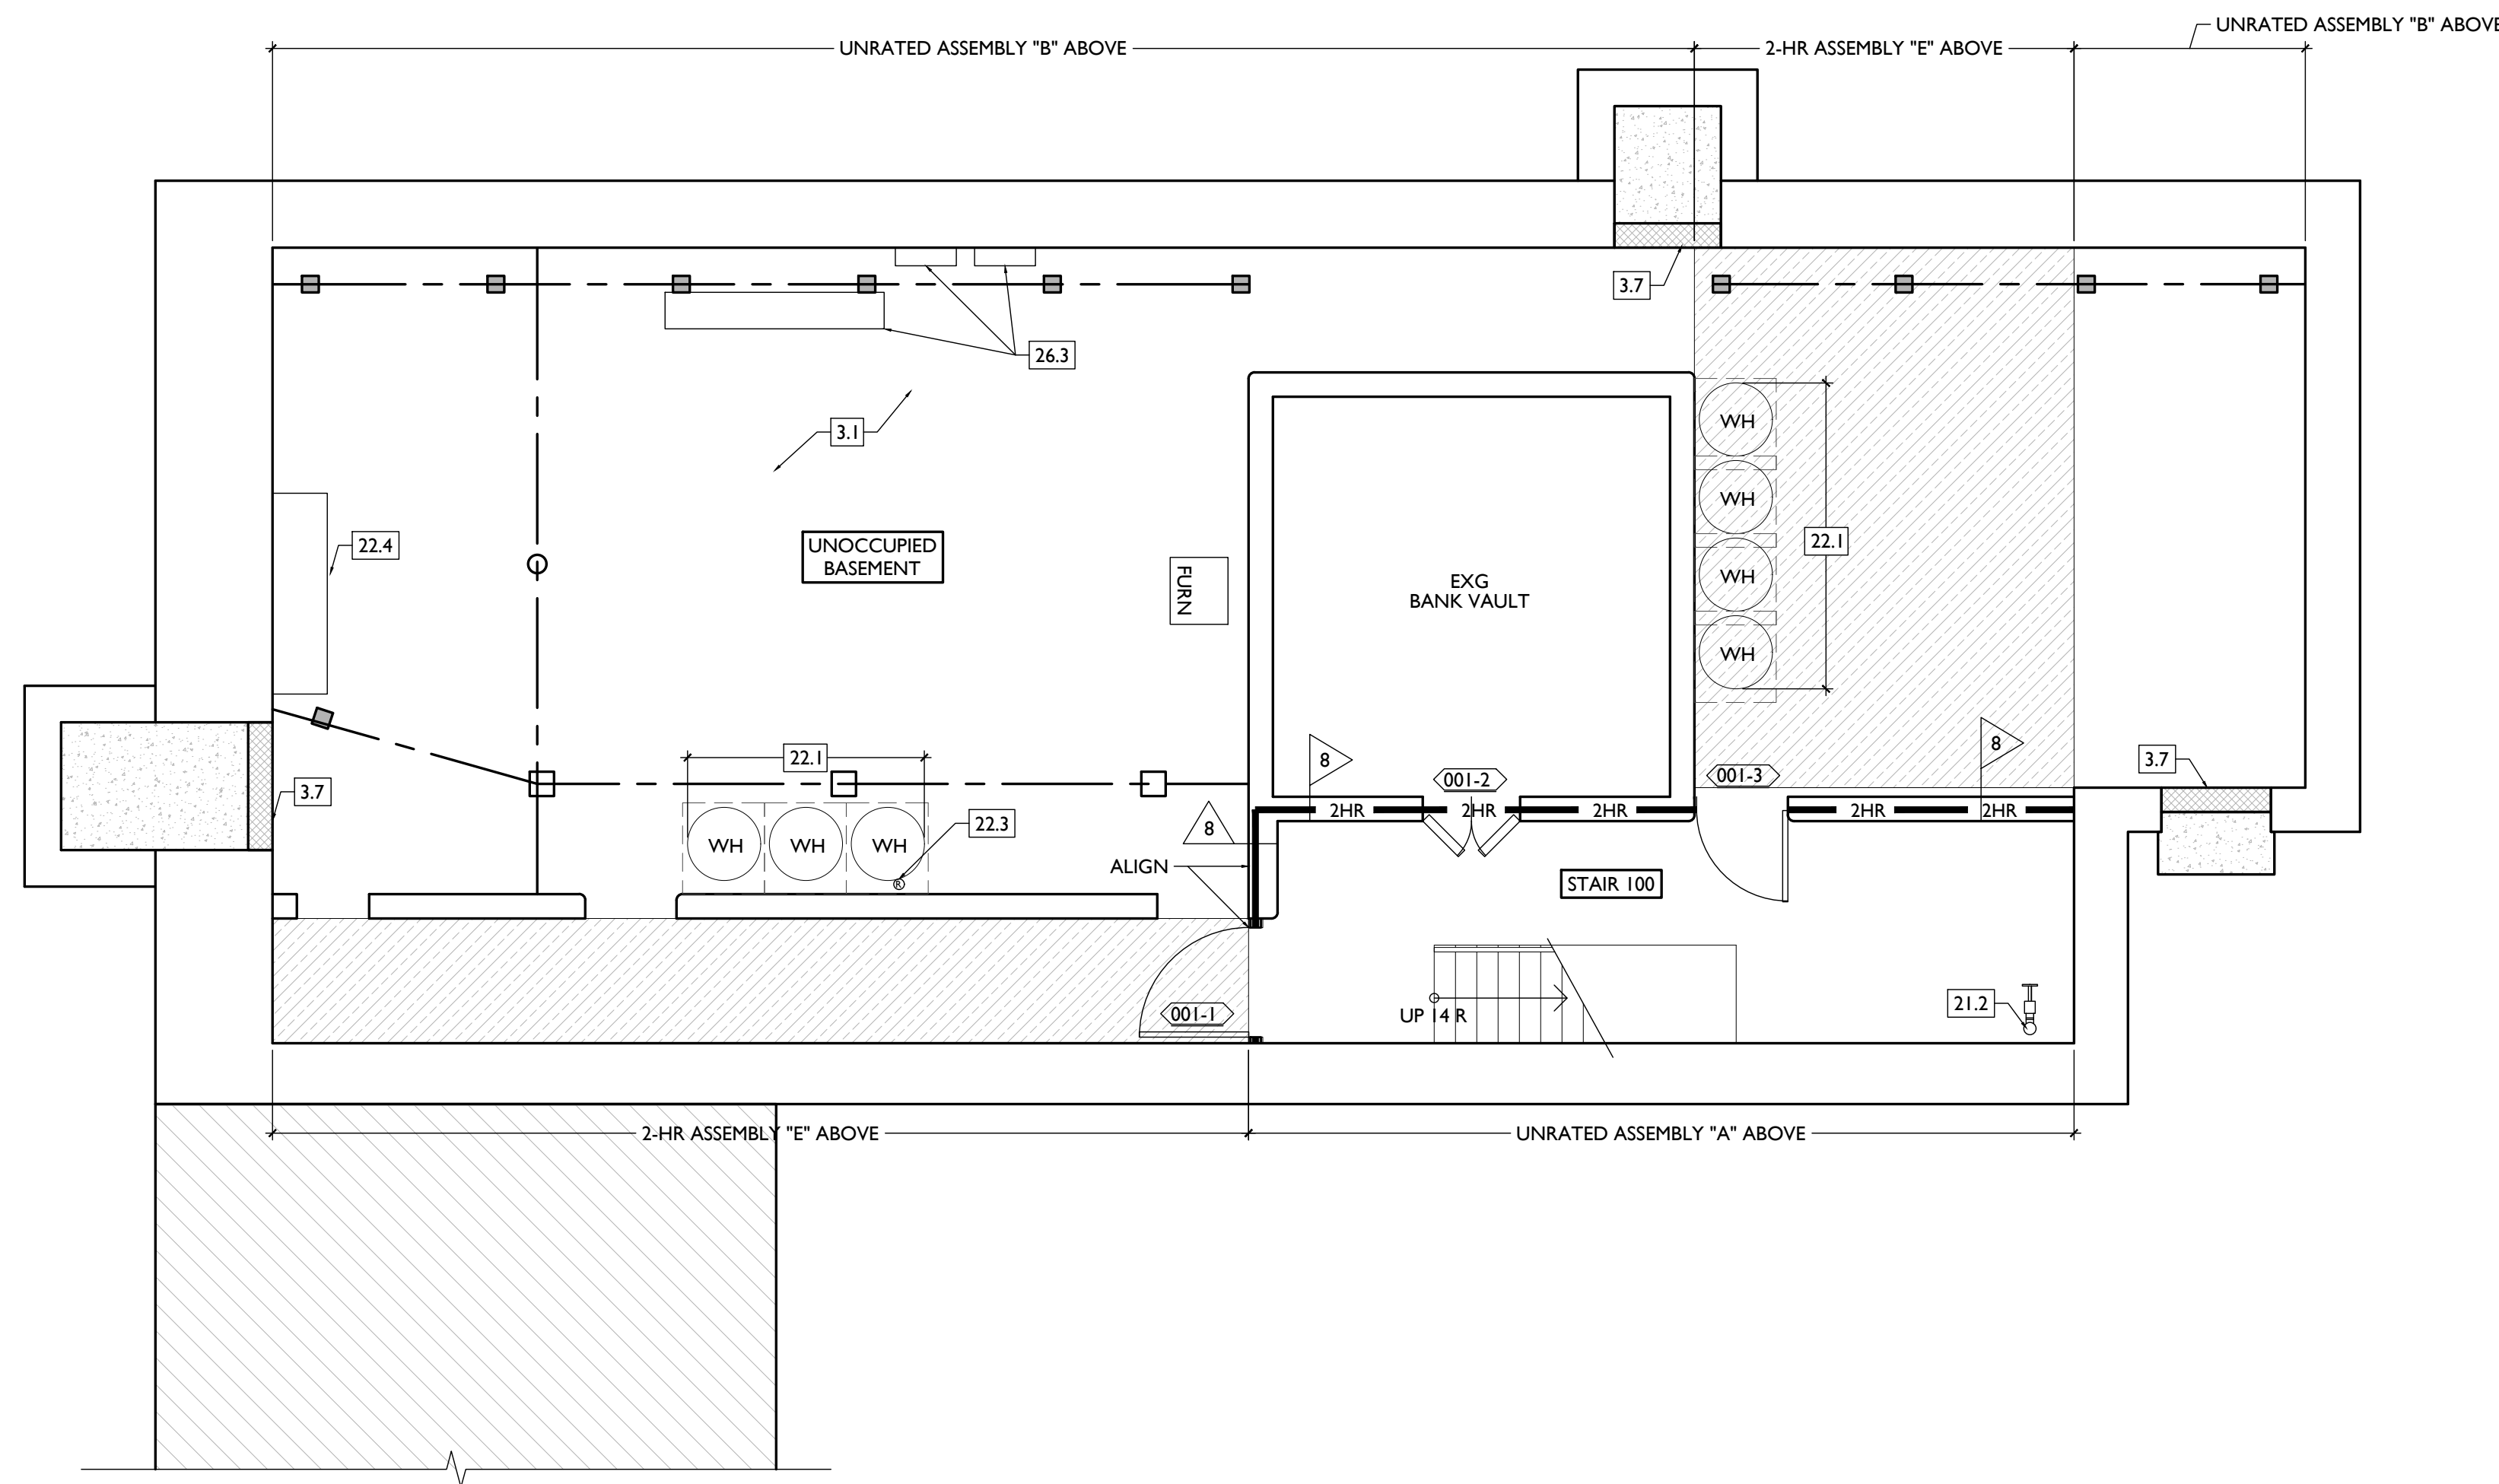 UNRATED ASSEMBLY "B" ABOVE
UNRATED ASSEMBLY "B" ABOVE
2-HR ASSEMBLY "E" ABOVE
3.7
26.3
3.1
WH
WH
WH
WH
22.1
22.4
UNOCCUPIED
BASEMENT
FURN
EXG
BANK VAULT
22.1
8
8
3.7
3.7
001-2
001-3
2HR
2HR
2HR
2HR
2HR
22.3
8
WH
WH
WH
®
ALIGN
STAIR 100
001-1
UP 14 R
21.2
2-HR ASSEMBLY "E" ABOVE
UNRATED ASSEMBLY "A" ABOVE